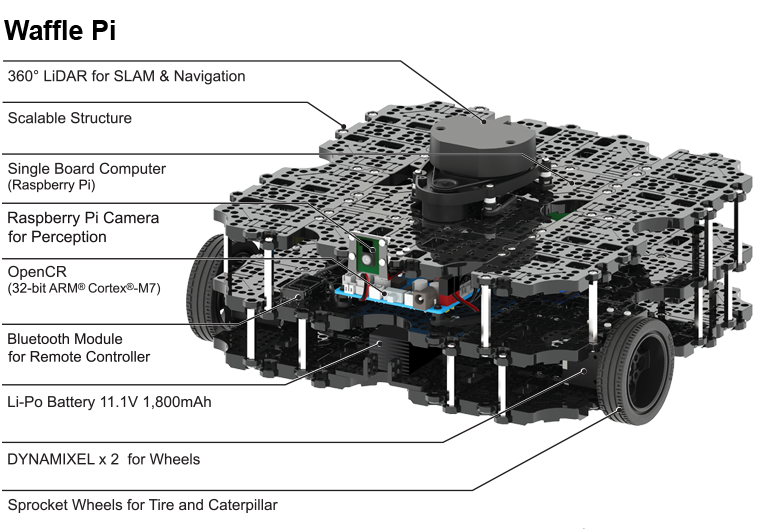 Waffle Pi
360° LiDAR for SLAM & Navigation
Scalable Structure
Single Board Computer
(Raspberry Pi)
Raspberry Pi Camera
for Perception
OpenCR
(32-bit ARM® Cortex®-M7)
Bluetooth Module
for Remote Controller
Li-Po Battery 11.1V 1,800mAh
DYNAMIXEL x 2 for Wheels
Sprocket Wheels for Tire and Caterpillar